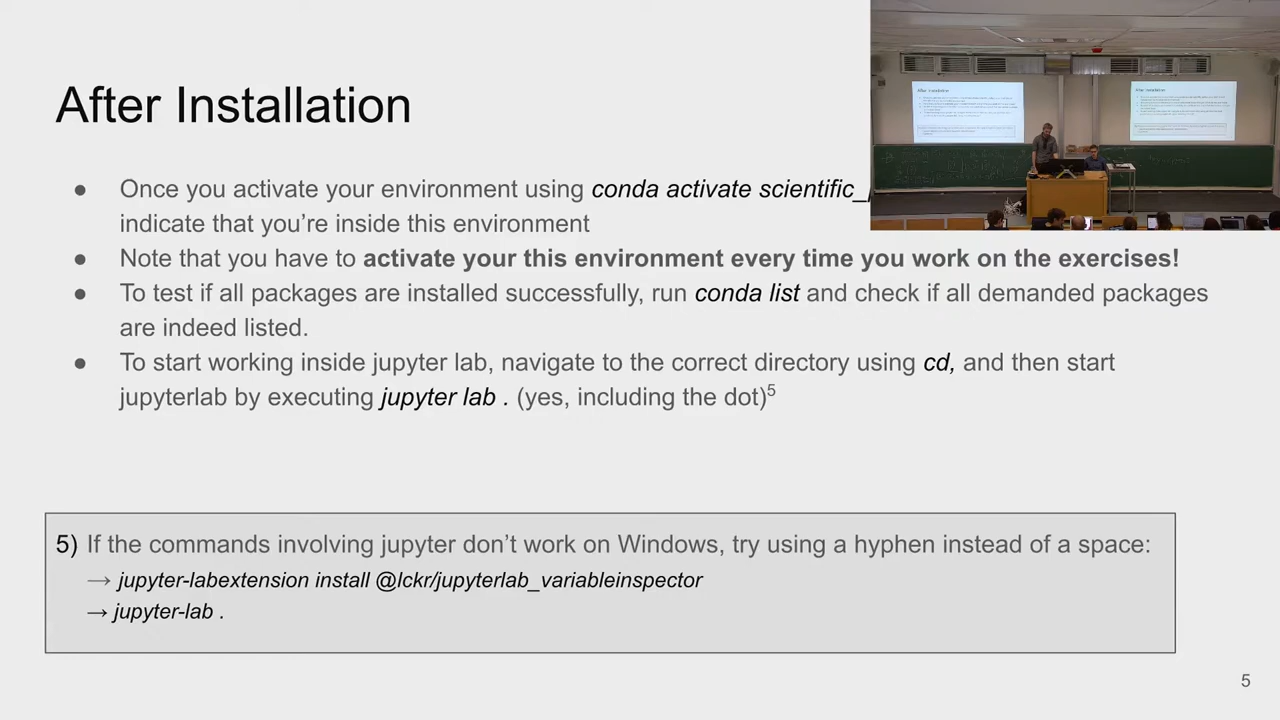 After Installation
● Once you activate your environment using conda activate
indicate that you’re inside this environment
● Note that you have to activate your this environment every time you work on the exercises!
● To test if all packages are installed successfully, run conda list and check if all demanded packages
are indeed listed.
● To start working inside jupyter lab, navigate to the correct directory using cd, and then start
jupyterlab by executing jupyter lab . (yes, including the dot)5
5) If the commands involving jupyter don’t work on Windows, try using a hyphen instead of a space:
→ jupyter-labextension install @lckr/jupyterlab_variableinspector
→ jupyter-lab .
5
After Installation
After Installation